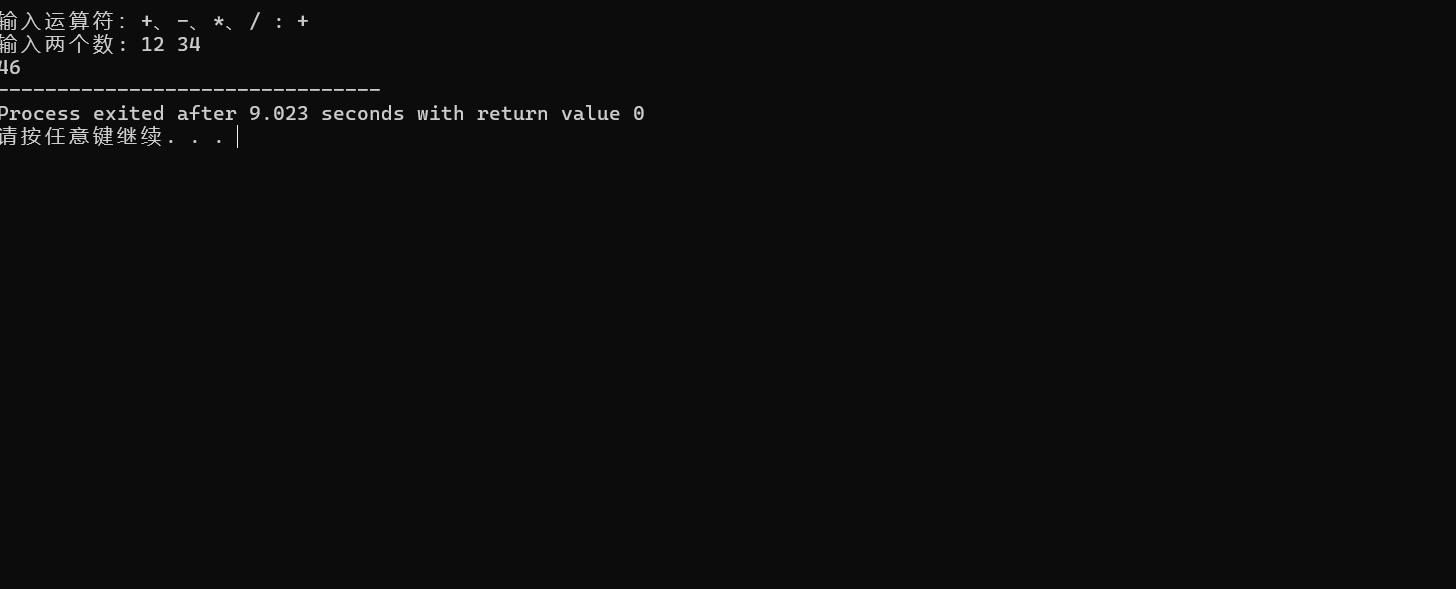 输入运算符: +、-、*、/ : +
输入两个数: 12 34
46
--------------------------------
Process exited after 9.023 seconds with return value 0
请按任意键继续. . .